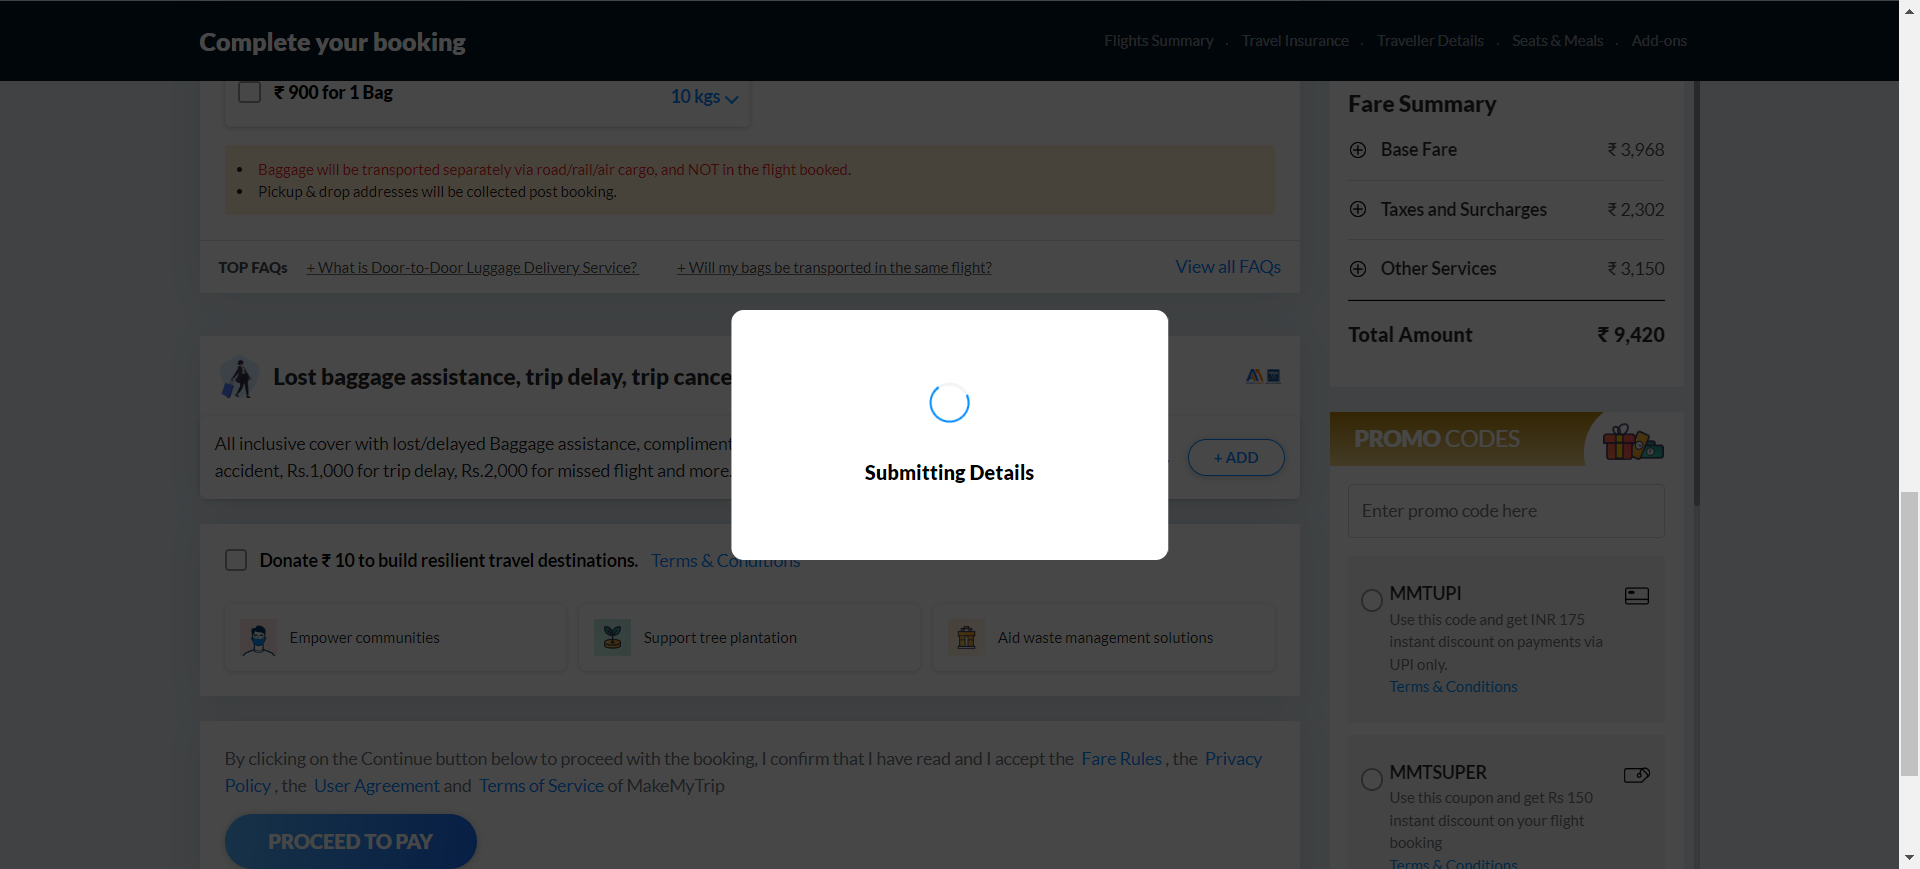 Complete your booking
Flights Summary . Travel Insurance . Traveller Details . Seats & Meals . Add-ons
₹ 900 for 1 Bag
10 kgs
Baggage will be transported separately via road/rail/air cargo, and NOT in the flight booked.
Pickup & drop addresses will be collected post booking.
TOP FAQs + What is Door-to-Door Luggage Delivery Service? + Will my bags be transported in the same flight? View all FAQs
Lost baggage assistance, trip delay, trip cance
All inclusive cover with lost/delayed Baggage assistance, compliment
accident, Rs.1,000 for trip delay, Rs.2,000 for missed flight and more.
+ ADD
Submitting Details
Donate ₹ 10 to build resilient travel destinations. Terms & Conditions
Empower communities
Support tree plantation
Aid waste management solutions
By clicking on the Continue button below to proceed with the booking, I confirm that I have read and I accept the Fare Rules , the Privacy
Policy , the User Agreement and Terms of Service of MakeMyTrip
PROCEED TO PAY
Fare Summary
Base Fare ₹ 3,968
Taxes and Surcharges ₹ 2,302
Other Services ₹ 3,150
Total Amount ₹ 9,420
PROMO CODES
Enter promo code here
MMTUPI
Use this code and get INR 175
instant discount on payments via
UPI only.
Terms & Conditions
MMTSUPER
Use this coupon and get Rs 150
instant discount on your flight
booking
Terms & Conditions